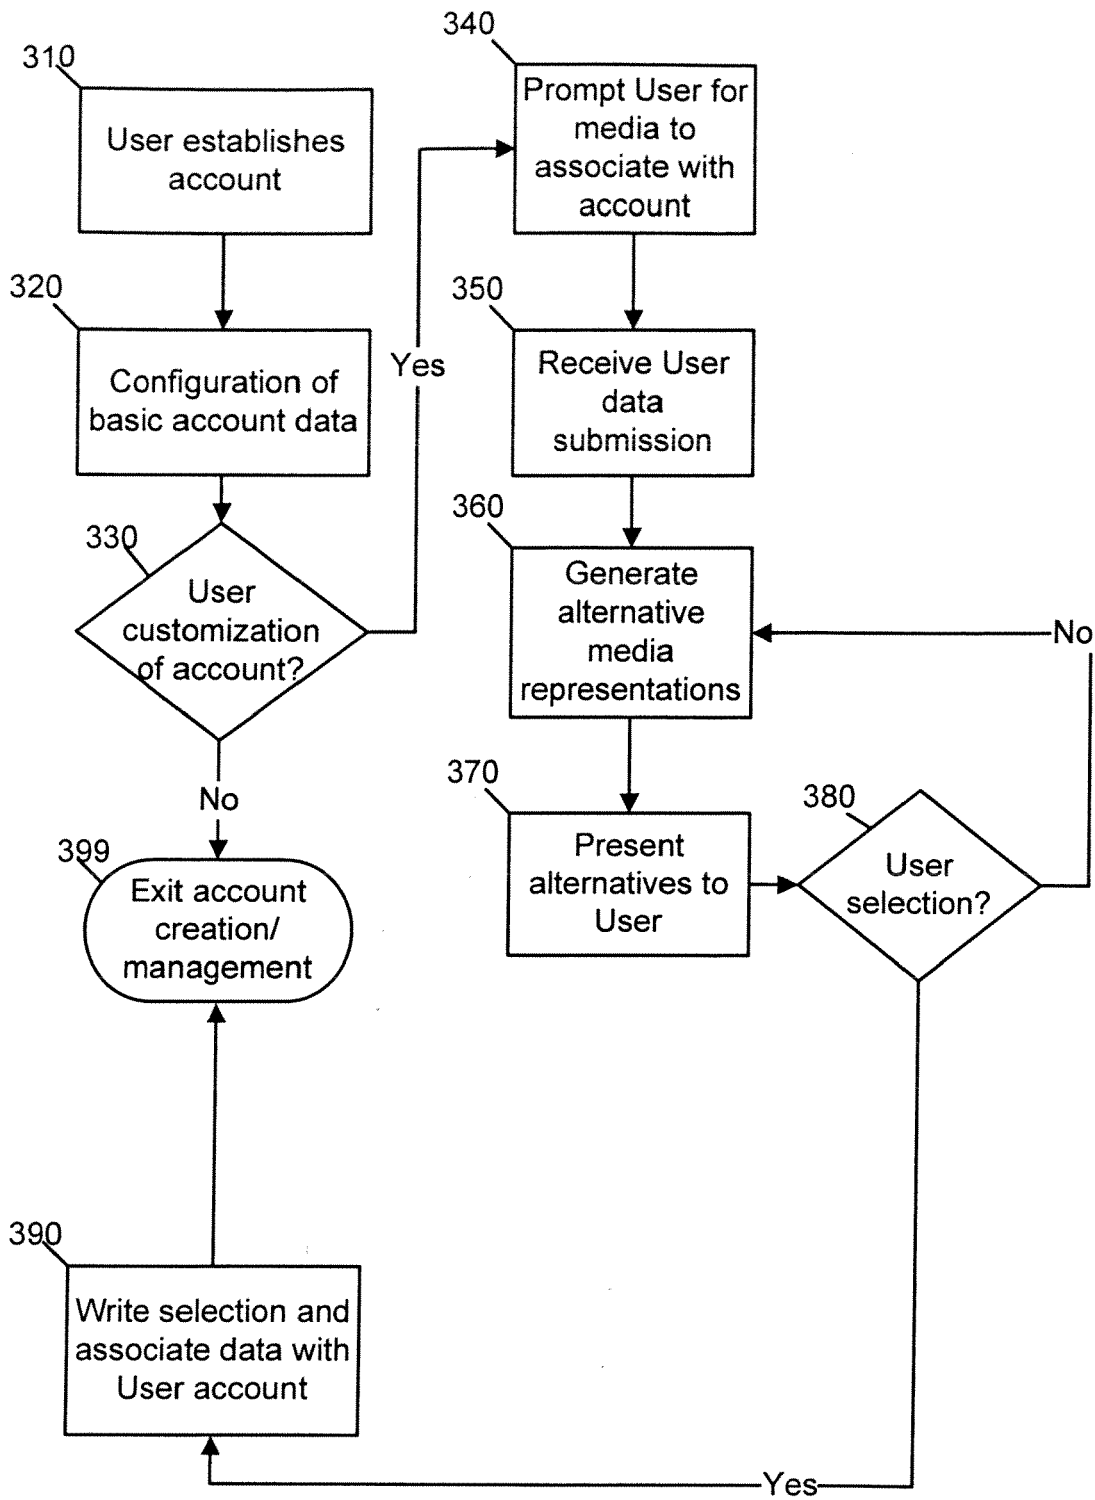 310
User establishes
account
320
Configuration of
basic account data
330
User
customization
of account?
Yes
No
399
Exit account
creation/
management
340
Prompt User for
media to
associate with
account
350
Receive User
data
submission
360
Generate
alternative
media
representations
No
370
Present
alternatives to
User
380
User
selection?
Yes
390
Write selection and
associate data with
User account